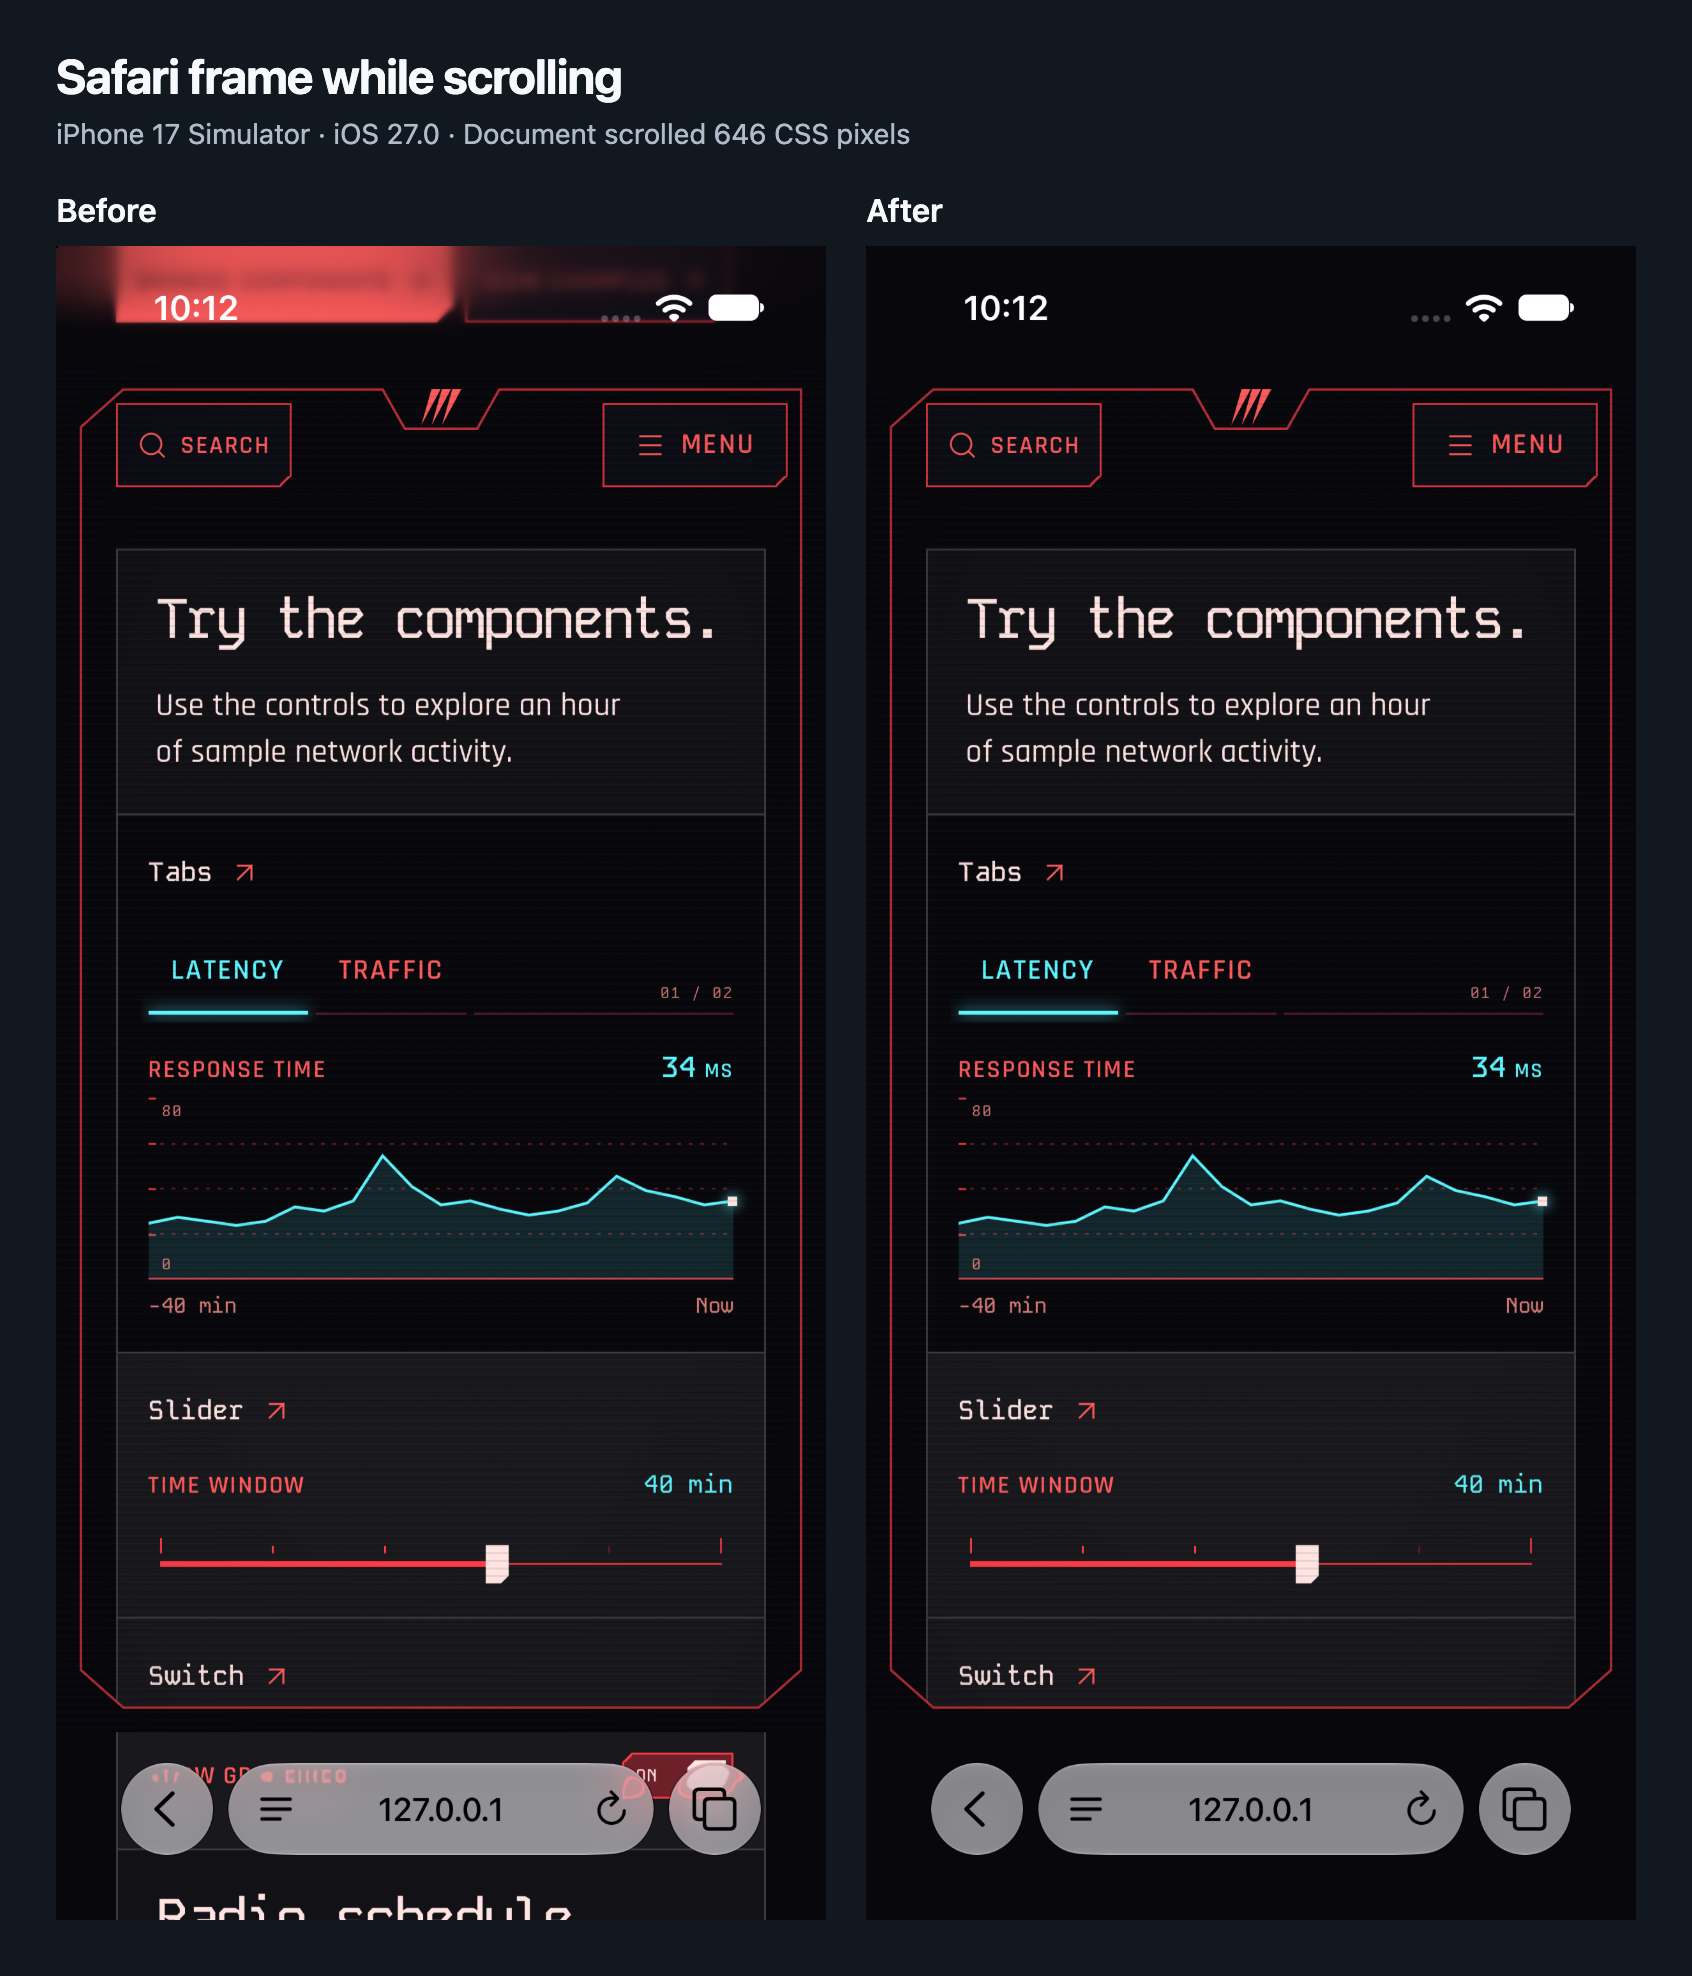 Safari frame while scrolling
iPhone 17 Simulator · iOS 27.0 · Document scrolled 646 CSS pixels
Before
10:12
SEARCH
MENU
Try the components.
Use the controls to explore an hour
of sample network activity.
Tabs
LATENCY
TRAFFIC
01 / 02
RESPONSE TIME
34 MS
80
0
-40 min
Now
Slider
TIME WINDOW
40 min
Switch
ON
127.0.0.1
Radio schedule
After
10:12
SEARCH
MENU
Try the components.
Use the controls to explore an hour
of sample network activity.
Tabs
LATENCY
TRAFFIC
01 / 02
RESPONSE TIME
34 MS
80
0
-40 min
Now
Slider
TIME WINDOW
40 min
Switch
127.0.0.1